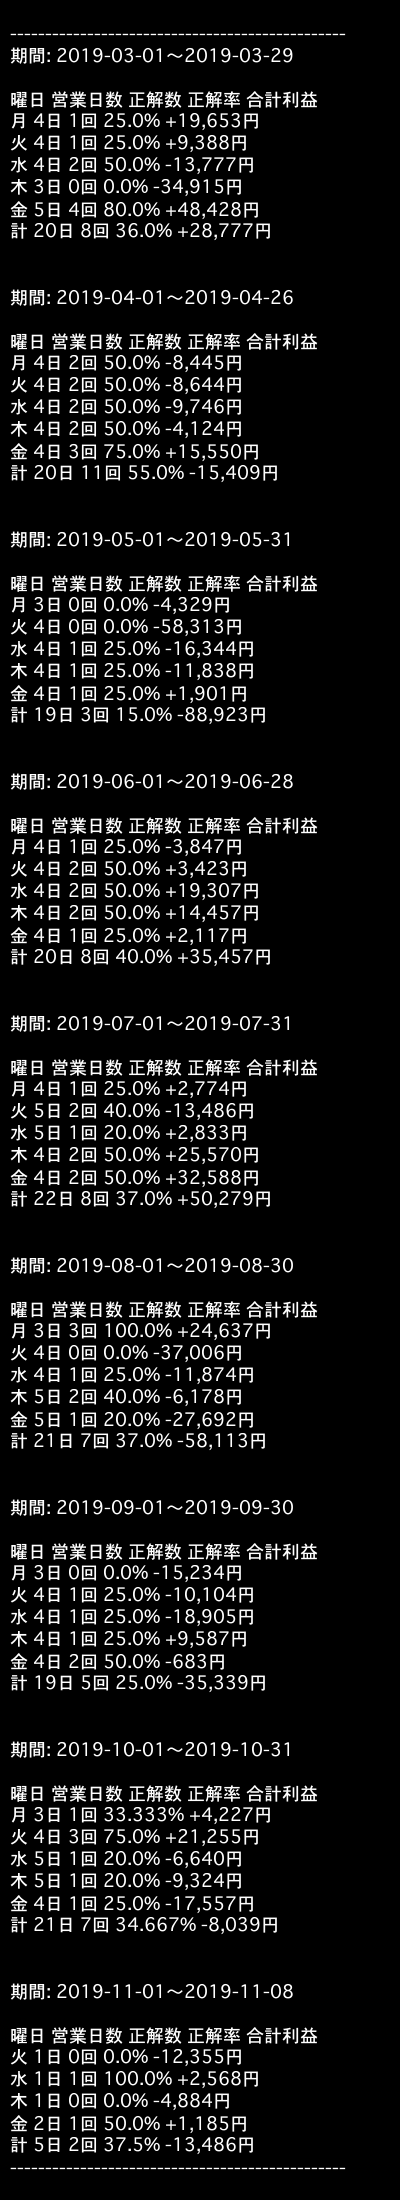 ------------------------------------------------
期間: 2019-03-01〜2019-03-29
曜日 営業日数 正解数 正解率 合計利益
月 4日 1回 25.0% +19,653円
火 4日 1回 25.0% +9,388円
水 4日 2回 50.0% -13,777円
木 3日 0回 0.0% -34,915円
金 5日 4回 80.0% +48,428円
計 20日 8回 36.0% +28,777円
期間: 2019-04-01〜2019-04-26
曜日 営業日数 正解数 正解率 合計利益
月 4日 2回 50.0% -8,445円
火 4日 2回 50.0% -8,644円
水 4日 2回 50.0% -9,746円
木 4日 2回 50.0% -4,124円
金 4日 3回 75.0% +15,550円
計 20日 11回 55.0% -15,409円
期間: 2019-05-01〜2019-05-31
曜日 営業日数 正解数 正解率 合計利益
月 3日 0回 0.0% -4,329円
火 4日 0回 0.0% -58,313円
水 4日 1回 25.0% -16,344円
木 4日 1回 25.0% -11,838円
金 4日 1回 25.0% +1,901円
計 19日 3回 15.0% -88,923円
期間: 2019-06-01〜2019-06-28
曜日 営業日数 正解数 正解率 合計利益
月 4日 1回 25.0% -3,847円
火 4日 2回 50.0% +3,423円
水 4日 2回 50.0% +19,307円
木 4日 2回 50.0% +14,457円
金 4日 1回 25.0% +2,117円
計 20日 8回 40.0% +35,457円
期間: 2019-07-01〜2019-07-31
曜日 営業日数 正解数 正解率 合計利益
月 4日 1回 25.0% +2,774円
火 5日 2回 40.0% -13,486円
水 5日 1回 20.0% +2,833円
木 4日 2回 50.0% +25,570円
金 4日 2回 50.0% +32,588円
計 22日 8回 37.0% +50,279円
期間: 2019-08-01〜2019-08-30
曜日 営業日数 正解数 正解率 合計利益
月 3日 3回 100.0% +24,637円
火 4日 0回 0.0% -37,006円
水 4日 1回 25.0% -11,874円
木 5日 2回 40.0% -6,178円
金 5日 1回 20.0% -27,692円
計 21日 7回 37.0% -58,113円
期間: 2019-09-01〜2019-09-30
曜日 営業日数 正解数 正解率 合計利益
月 3日 0回 0.0% -15,234円
火 4日 1回 25.0% -10,104円
水 4日 1回 25.0% -18,905円
木 4日 1回 25.0% +9,587円
金 4日 2回 50.0% -683円
計 19日 5回 25.0% -35,339円
期間: 2019-10-01〜2019-10-31
曜日 営業日数 正解数 正解率 合計利益
月 3日 1回 33.333% +4,227円
火 4日 3回 75.0% +21,255円
水 5日 1回 20.0% -6,640円
木 5日 1回 20.0% -9,324円
金 4日 1回 25.0% -17,557円
計 21日 7回 34.667% -8,039円
期間: 2019-11-01〜2019-11-08
曜日 営業日数 正解数 正解率 合計利益
火 1日 0回 0.0% -12,355円
水 1日 1回 100.0% +2,568円
木 1日 0回 0.0% -4,884円
金 2日 1回 50.0% +1,185円
計 5日 2回 37.5% -13,486円
------------------------------------------------